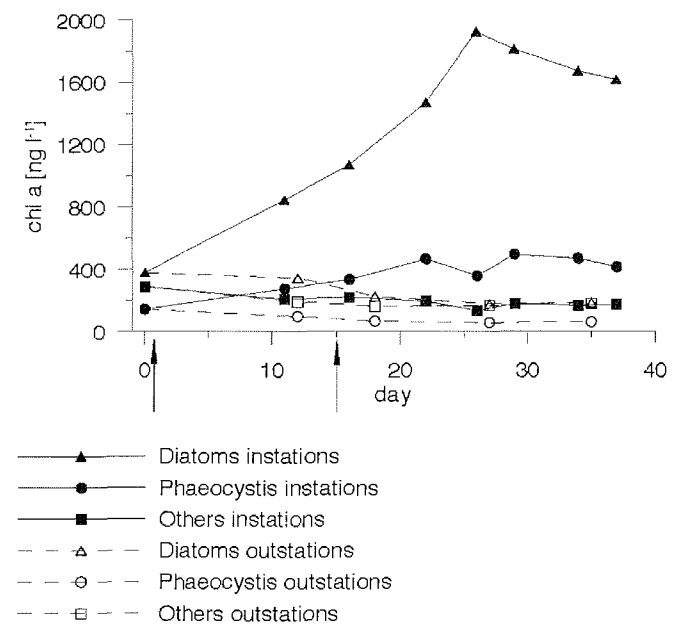 2000
1600
1200
800
400
0
chl a [ng l⁻¹]
0 10 20 30 40
day
Diatoms instations
Phaeocystis instations
Others instations
Diatoms outstations
Phaeocystis outstations
Others outstations